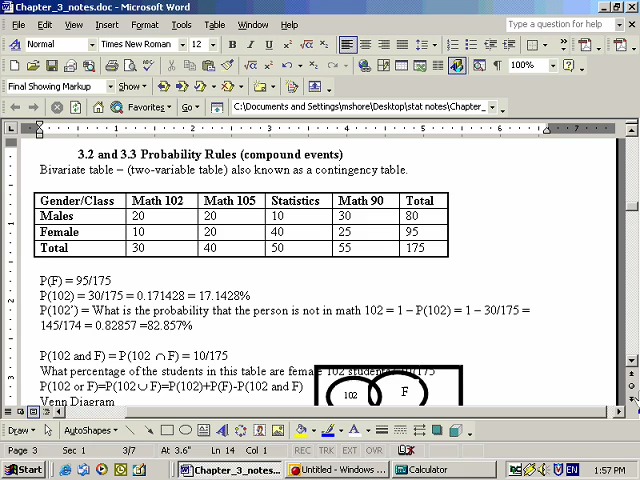 Chapter_3_notes.doc - Microsoft Word
File Edit View Insert Format Tools Table Window Help Type a question for help
Normal Times New Roman 12 B I U
100%
Final Showing Markup Show
Favorites Go C:\Documents and Settings\mshore\Desktop\stat notes\Chapter_
1 2 3 4 5 6 7
3.2 and 3.3 Probability Rules (compound events)
Bivariate table – (two-variable table) also known as a contingency table.
Gender/Class Math 102 Math 105 Statistics Math 90 Total
Males 20 20 10 30 80
Female 10 20 40 25 95
Total 30 40 50 55 175
P(F) = 95/175
P(102) = 30/175 = 0.171428 = 17.1428%
P(102') = What is the probability that the person is not in math 102 = 1 – P(102) = 1 – 30/175 =
145/174 = 0.82857 =82.857%
P(102 and F) = P(102 ∩ F) = 10/175
What percentage of the students in this table are female 102 students 10/175
P(102 or F)=P(102 ∪ F)=P(102)+P(F)-P(102 and F)
102 F
Venn Diagram
Draw AutoShapes
Page 3 Sec 1 3/7 At 3.6" Ln 14 Col 1 REC TRK EXT OVR
Start Chapter_3_notes... Untitled - Windows ... Calculator EN 1:57 PM